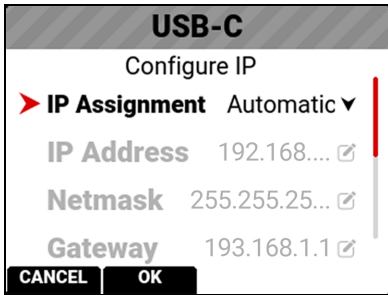 USB-C
Configure IP
IP Assignment Automatic
IP Address 192.168....
Netmask 255.255.25...
Gateway 193.168.1.1
CANCEL OK